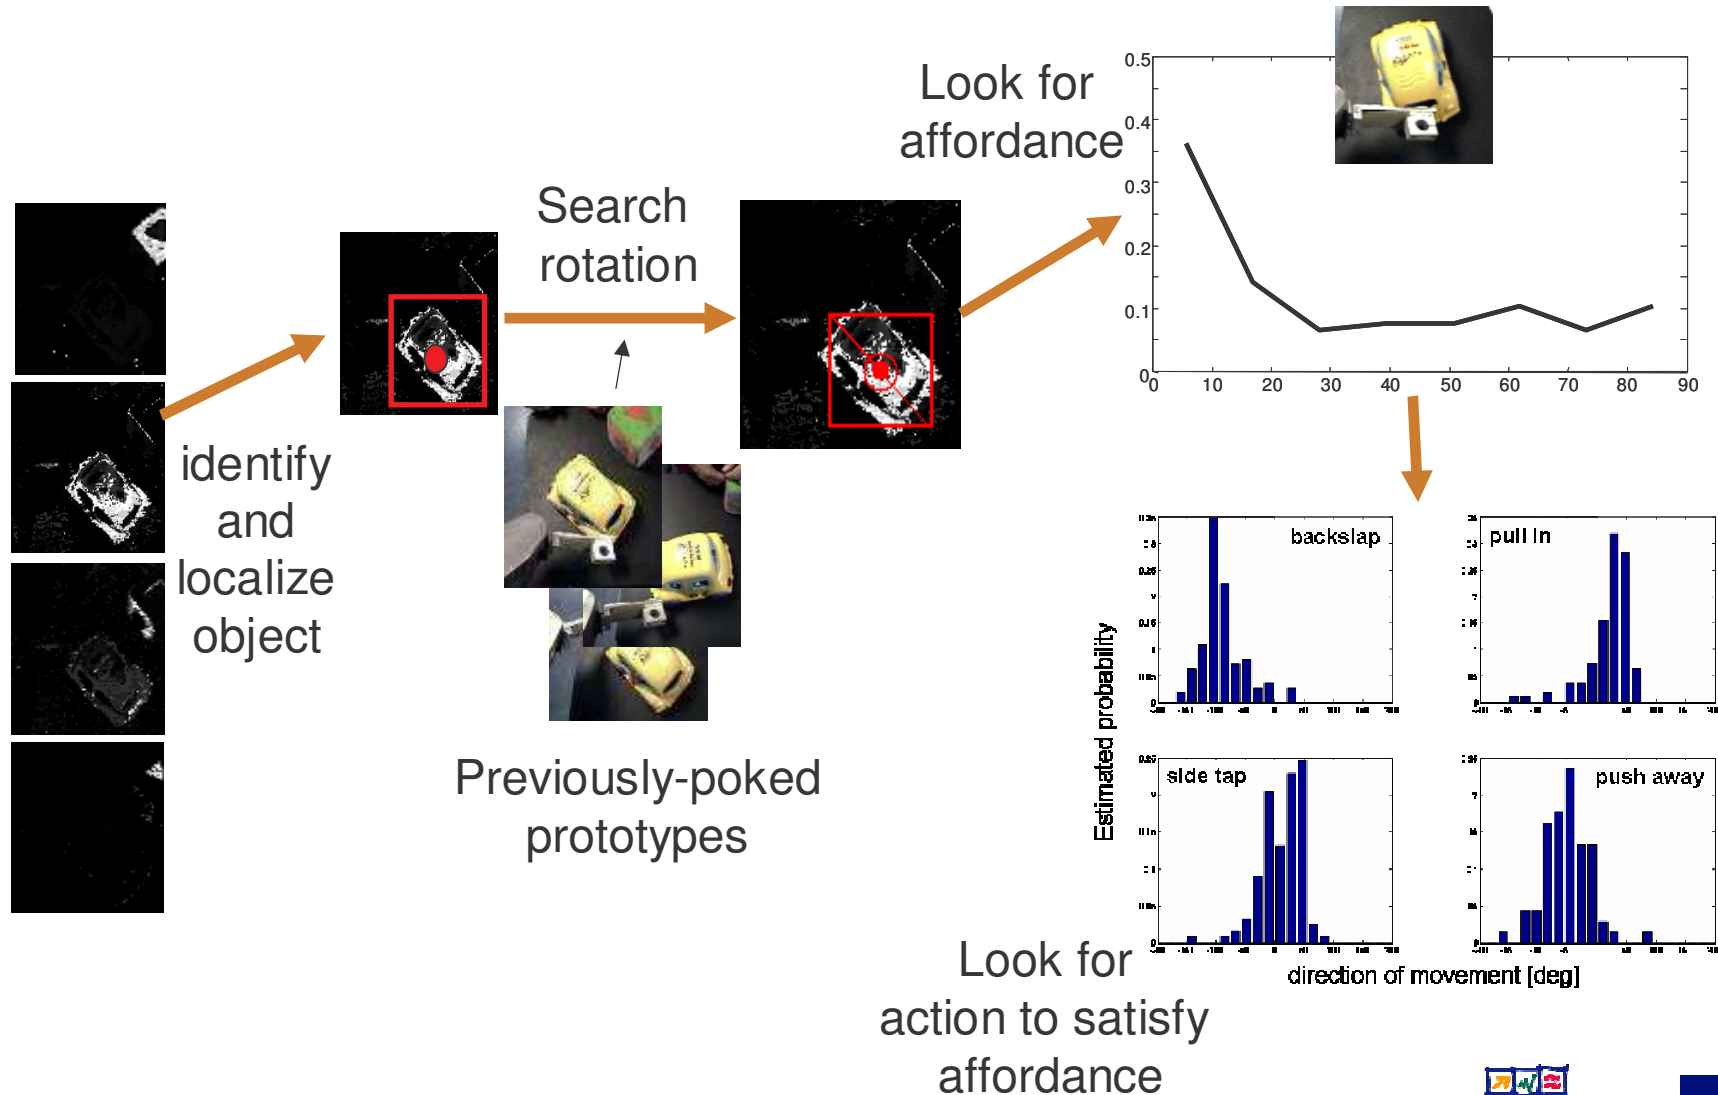 Look for
affordance
0.5
0.4
0.3
0.2
0.1
0
0 10 20 30 40 50 60 70 80 90
Search
rotation
identify
and
localize
object
Previously-poked
prototypes
backslap
pull in
side tap
push away
Estimated probability
direction of movement [deg]
Look for
action to satisfy
affordance